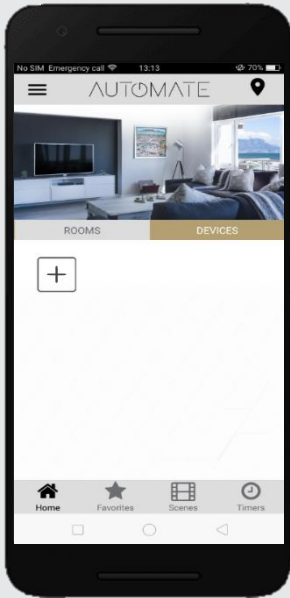 No SIM Emergency call 13:13 70%
AUTOMATE
ROOMS DEVICES
Home Favorites Scenes Timers